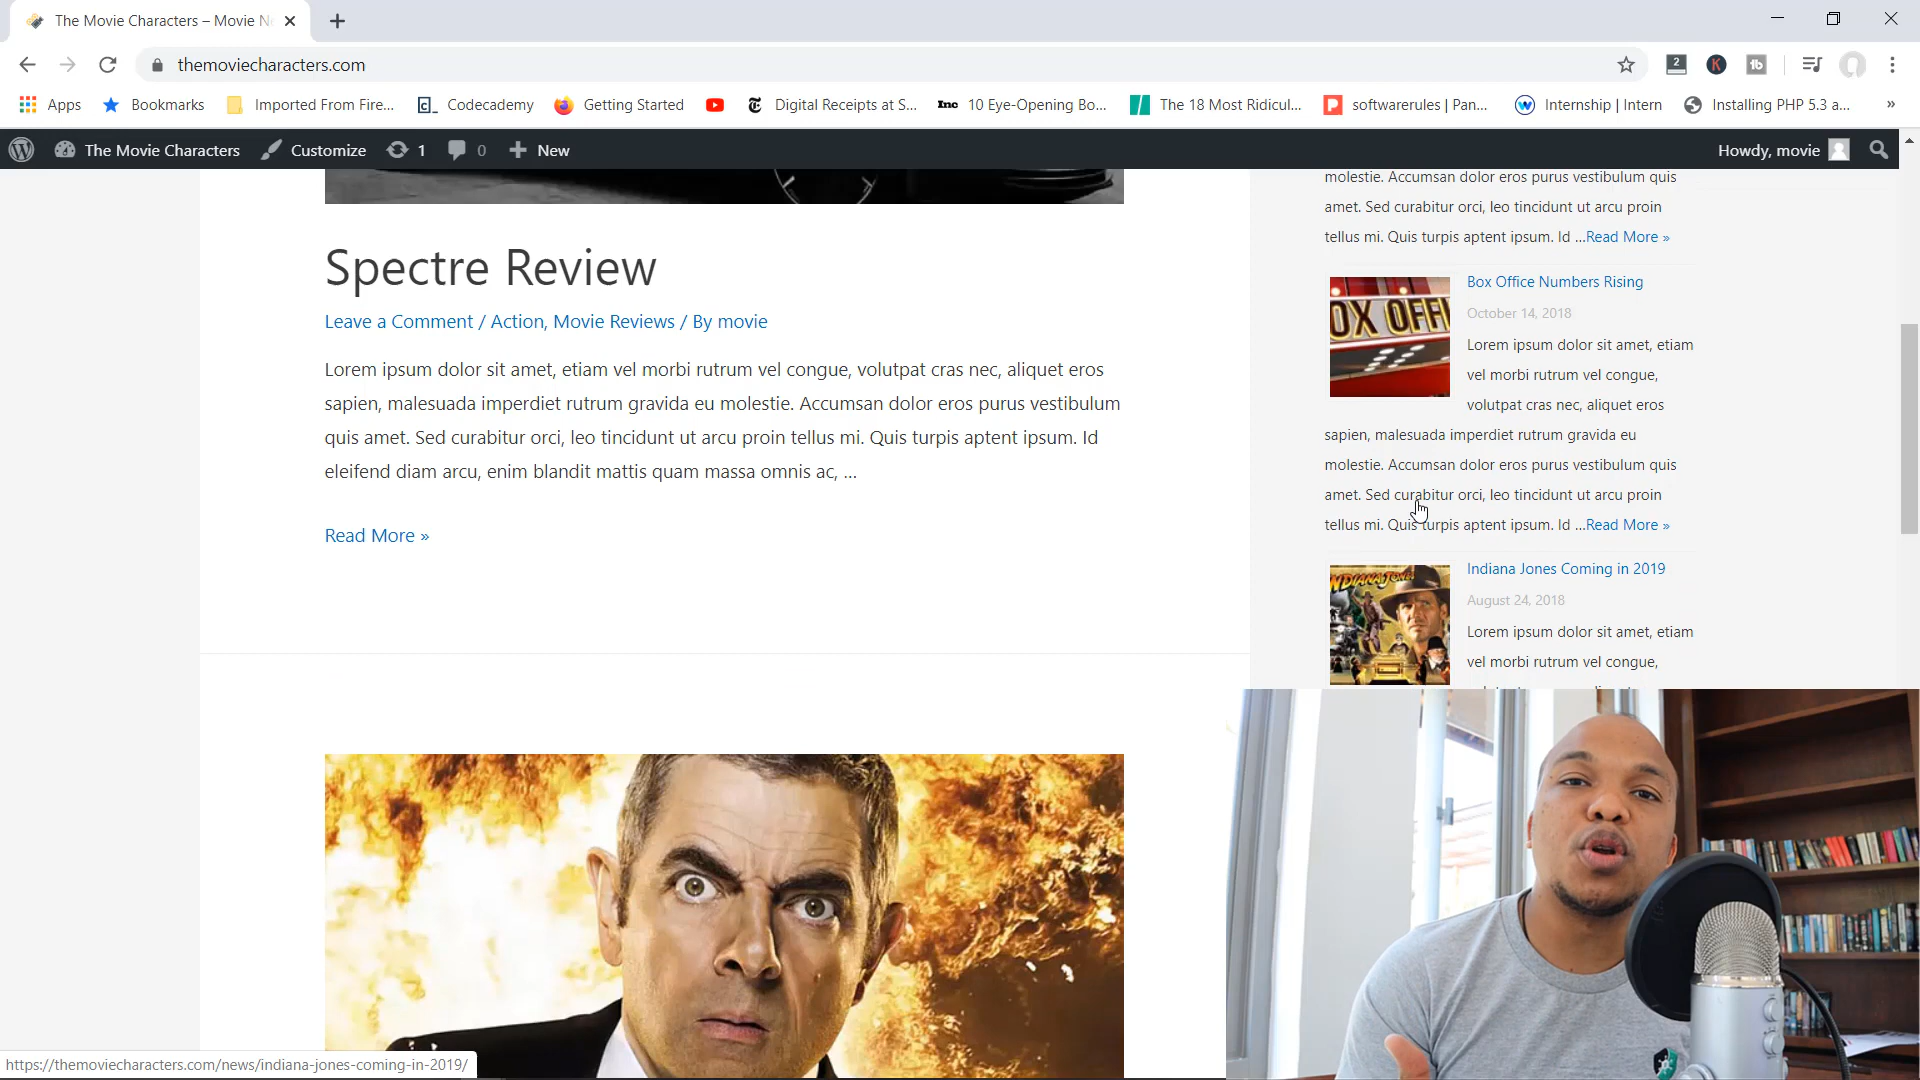 The Movie Characters – Movie N
themoviecharacters.com
2
K
tb
Apps
Bookmarks
Imported From Fire...
Codecademy
Getting Started
Digital Receipts at S...
Inc 10 Eye-Opening Bo...
The 18 Most Ridicul...
softwarerules | Pan...
Internship | Intern
Installing PHP 5.3 a...
»
The Movie Characters
Customize
1
0
New
Howdy, movie
Spectre Review
Leave a Comment / Action, Movie Reviews / By movie
Lorem ipsum dolor sit amet, etiam vel morbi rutrum vel congue, volutpat cras nec, aliquet eros
sapien, malesuada imperdiet rutrum gravida eu molestie. Accumsan dolor eros purus vestibulum
quis amet. Sed curabitur orci, leo tincidunt ut arcu proin tellus mi. Quis turpis aptent ipsum. Id
eleifend diam arcu, enim blandit mattis quam massa omnis ac, ...
Read More »
molestie. Accumsan dolor eros purus vestibulum quis
amet. Sed curabitur orci, leo tincidunt ut arcu proin
tellus mi. Quis turpis aptent ipsum. Id ...Read More »
OX OFFI
Box Office Numbers Rising
October 14, 2018
Lorem ipsum dolor sit amet, etiam
vel morbi rutrum vel congue,
volutpat cras nec, aliquet eros
sapien, malesuada imperdiet rutrum gravida eu
molestie. Accumsan dolor eros purus vestibulum quis
amet. Sed curabitur orci, leo tincidunt ut arcu proin
tellus mi. Quis turpis aptent ipsum. Id ...Read More »
INDIANA JONES
Indiana Jones Coming in 2019
August 24, 2018
Lorem ipsum dolor sit amet, etiam
vel morbi rutrum vel congue,
https://themoviecharacters.com/news/indiana-jones-coming-in-2019/